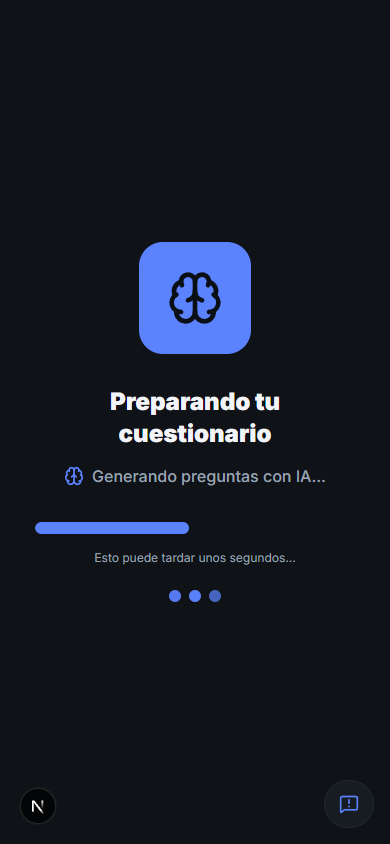 Preparando tu
cuestionario
Generando preguntas con IA...
Esto puede tardar unos segundos...
N